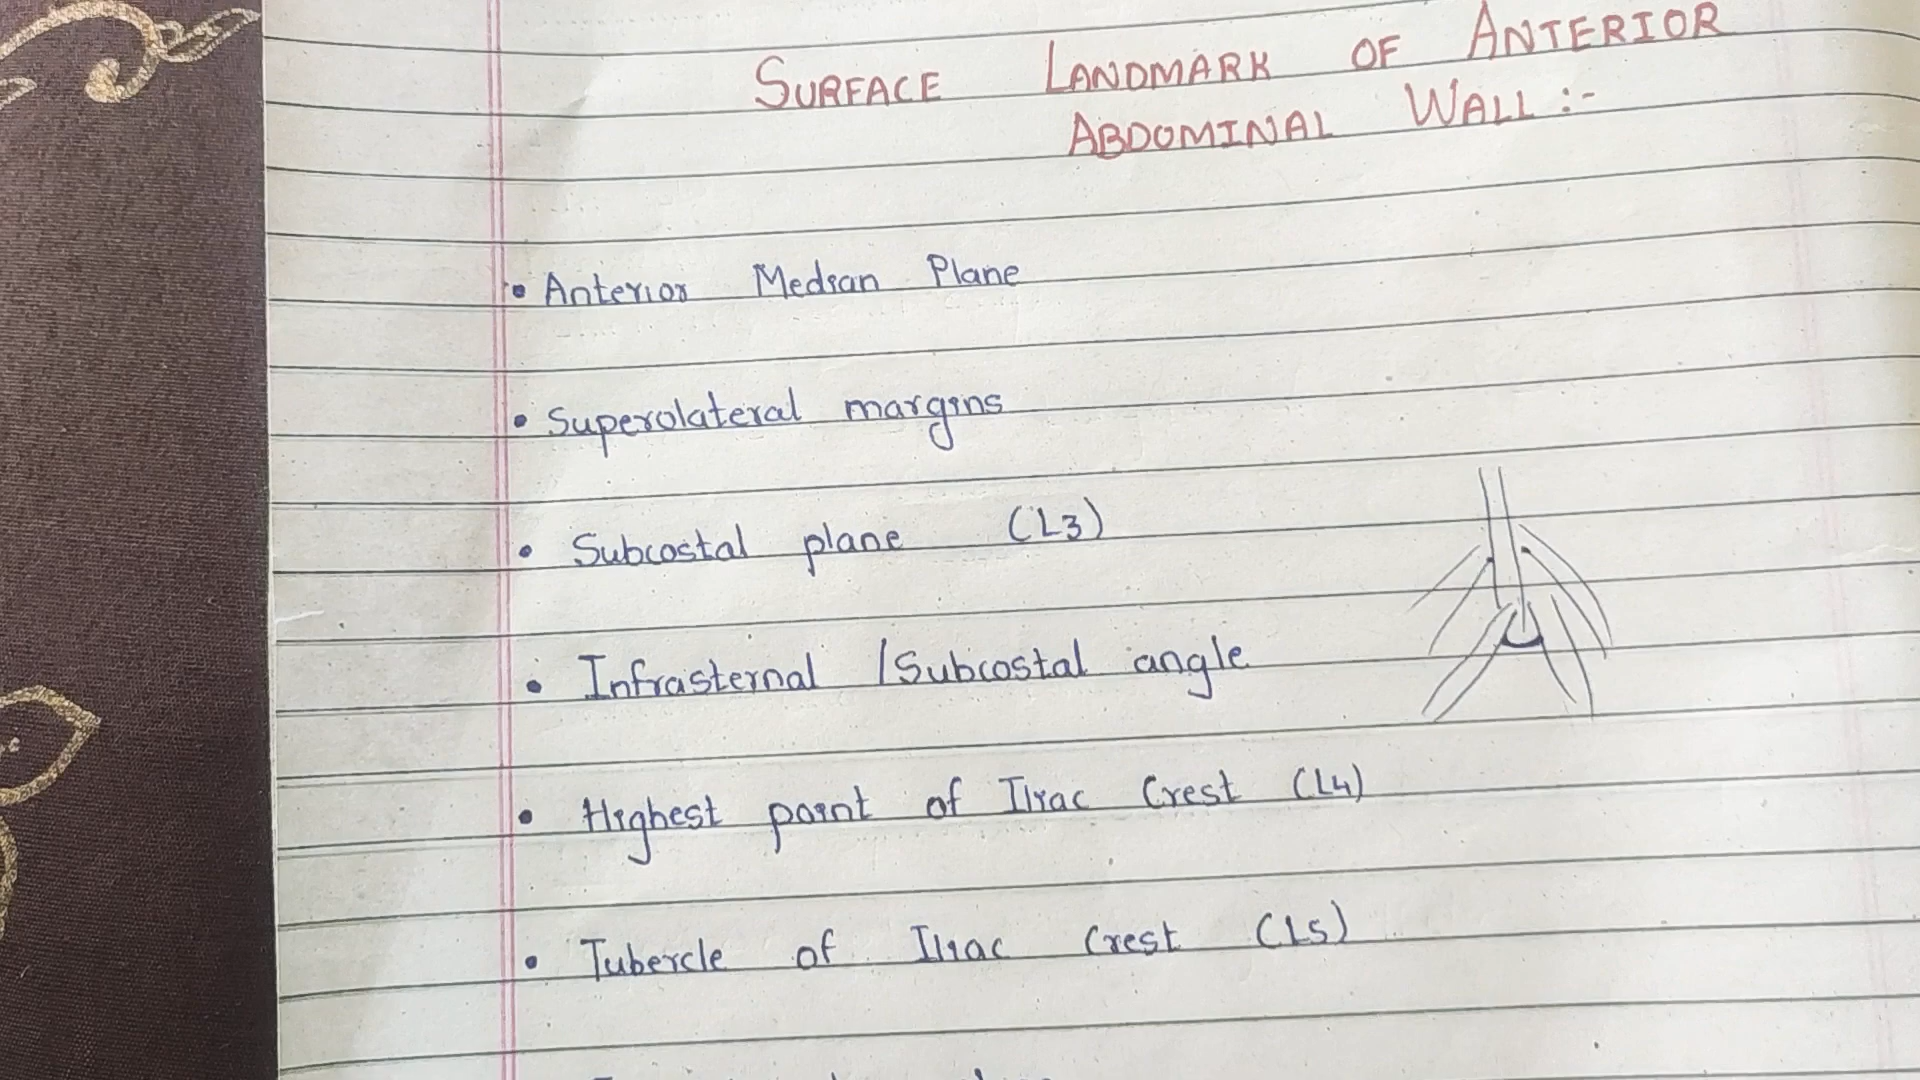 SURFACE LANDMARK OF ANTERIOR
ABDOMINAL WALL :-
• Anterior Median Plane
• Superolateral margins
• Subcostal plane (L3)
• Infrasternal /Subcostal angle
• Highest point of Iliac Crest (L4)
• Tubercle of Iliac Crest (L5)